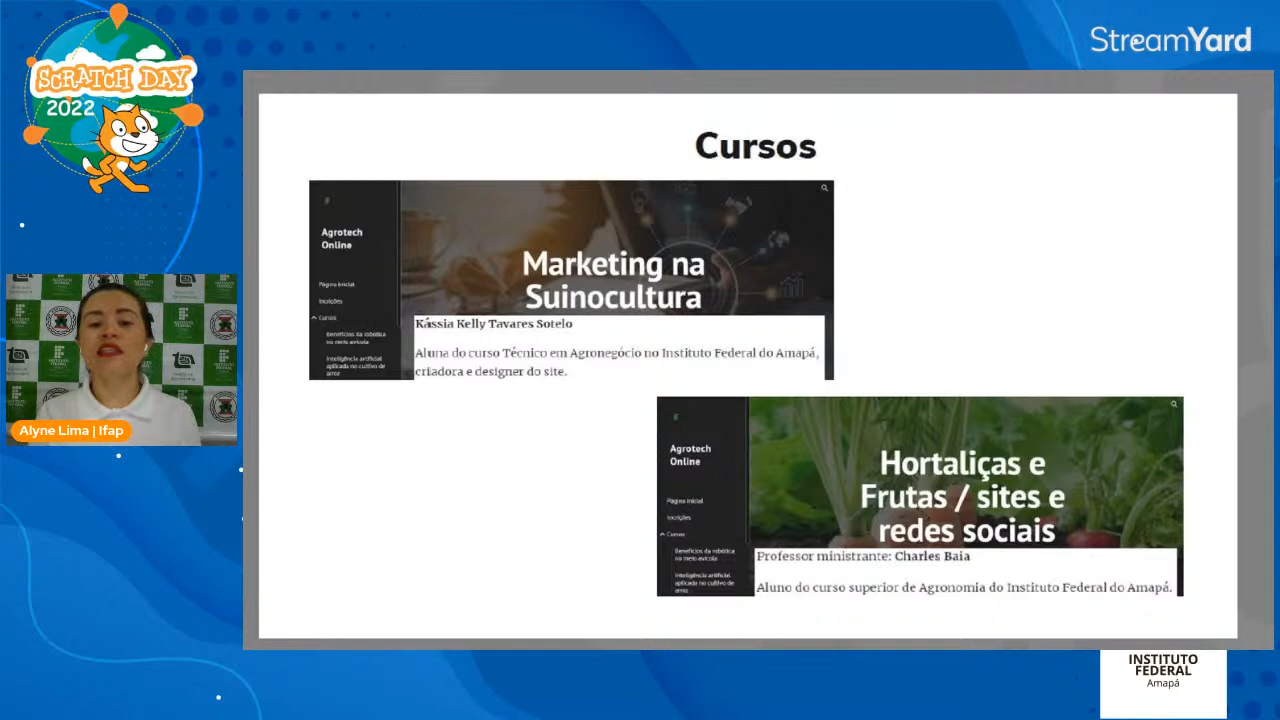 SCRATCH DAY
2022
StreamYard
Cursos
Agrotech
Online
Página inicial
Incrições
Cursos
Benefícios da robótica
no meio avícola
Inteligência artificial
aplicada no cultivo de
arroz
Marketing na
Suinocultura
Kássia Kelly Tavares Sotelo
Aluna do curso Técnico em Agronegócio no Instituto Federal do Amapá,
criadora e designer do site.
Alyne Lima | Ifap
Agrotech
Online
Página inicial
Incrições
Cursos
Benefícios da robótica
no meio avícola
Inteligência artificial
aplicada no cultivo de
arroz
Hortaliças e
Frutas / sites e
redes sociais
Professor ministrante: Charles Baia
Aluno do curso superior de Agronomia do Instituto Federal do Amapá.
INSTITUTO
FEDERAL
Amapá